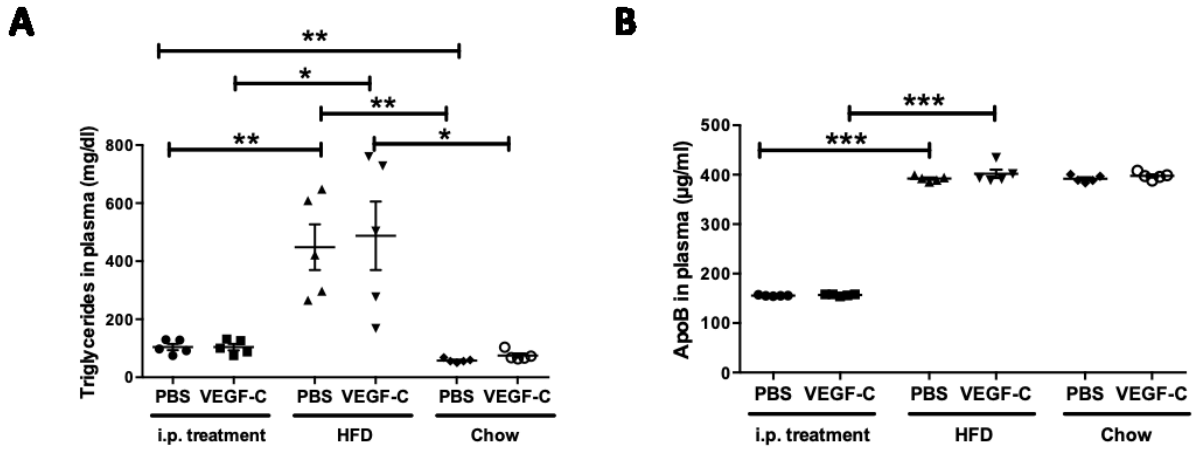 A
**
*
**
**
*
Triglycerides in plasma (mg/dl)
800
600
400
200
0
PBS VEGF-C PBS VEGF-C PBS VEGF-C
i.p. treatment HFD Chow
B
***
***
ApoB in plasma (µg/ml)
500
400
300
200
100
0
PBS VEGF-C PBS VEGF-C PBS VEGF-C
i.p. treatment HFD Chow